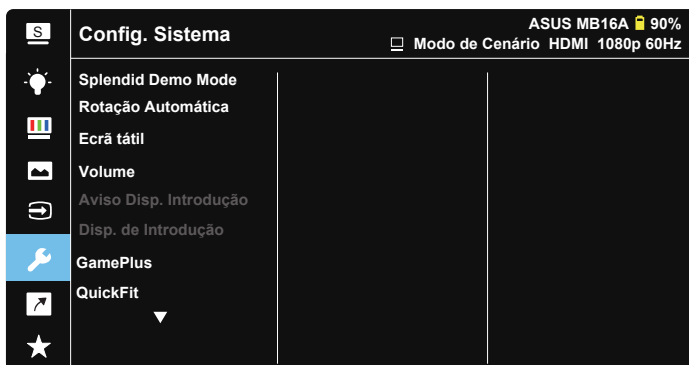 S
Config. Sistema
ASUS MB16A 90%
Modo de Cenário HDMI 1080p 60Hz
Splendid Demo Mode
Rotação Automática
Ecrã tátil
Volume
Aviso Disp. Introdução
Disp. de Introdução
GamePlus
QuickFit